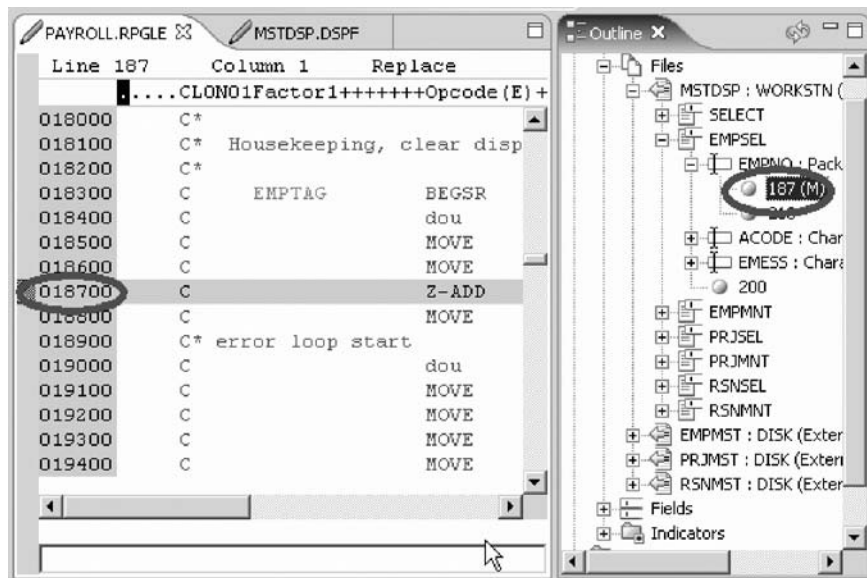 PAYROLL.RPGLE
MSTDSP.DSPF
Line 187 Column 1 Replace
.....CL0N01Factor1+++++++Opcode(E)+
018000 C*
018100 C* Housekeeping, clear disp
018200 C*
018300 C EMPTAG BEGSR
018400 C dou
018500 C MOVE
018600 C MOVE
018700 C Z-ADD
018800 C MOVE
018900 C* error loop start
019000 C dou
019100 C MOVE
019200 C MOVE
019300 C MOVE
019400 C MOVE
Outline
Files
MSTDSP : WORKSTN (
SELECT
EMPSEL
EMPNO : Pack
187 (M)
ACODE : Char
EMESS : Chara
200
EMPMNT
PRJSEL
PRJMNT
RSNSEL
RSNMNT
EMPMST : DISK (Exter
PRJMST : DISK (Extern
RSNMST : DISK (Exter
Fields
Indicators